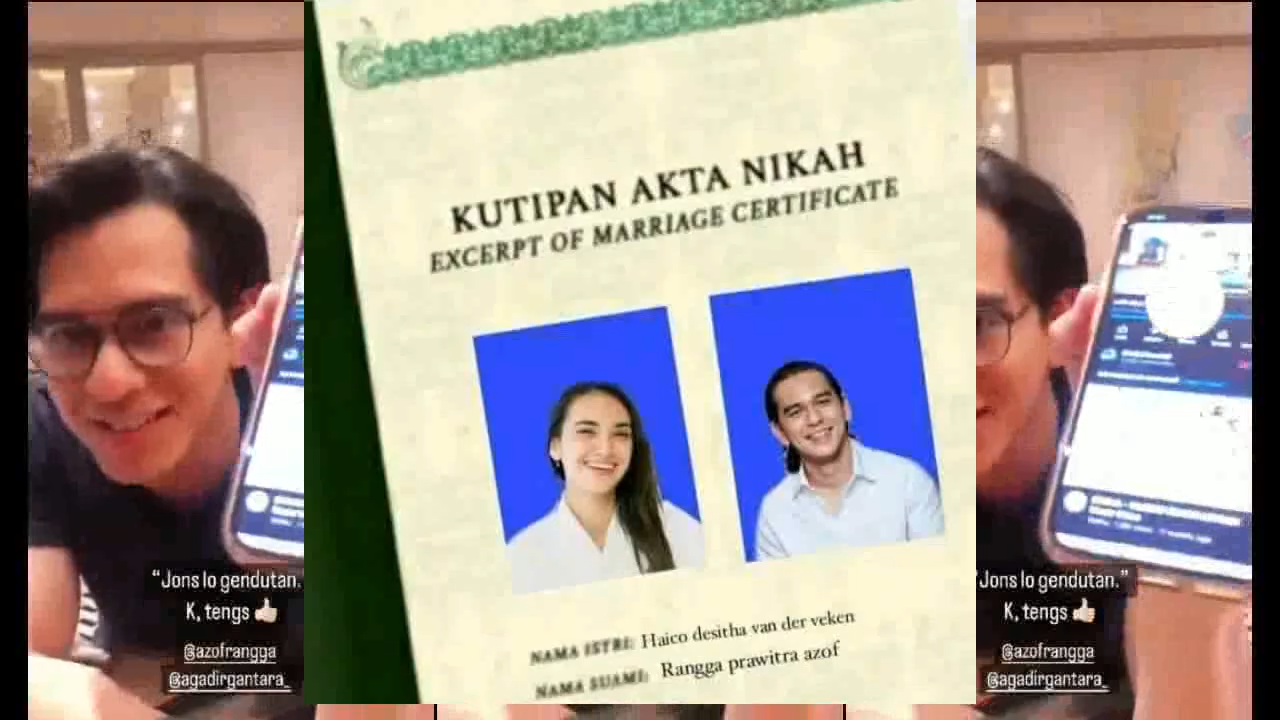 KUTIPAN AKTA NIKAH
EXCERPT OF MARRIAGE CERTIFICATE
NAMA ISTRI: Haico desitha van der veken
NAMA SUAMI: Rangga prawitra azof
“Jons lo gendutan.
K, tengs 👍🏻
@azofrangga
@agadirgantara_
Jons lo gendutan.”
K, tengs 👍🏻
@azofrangga
@agadirgantara_